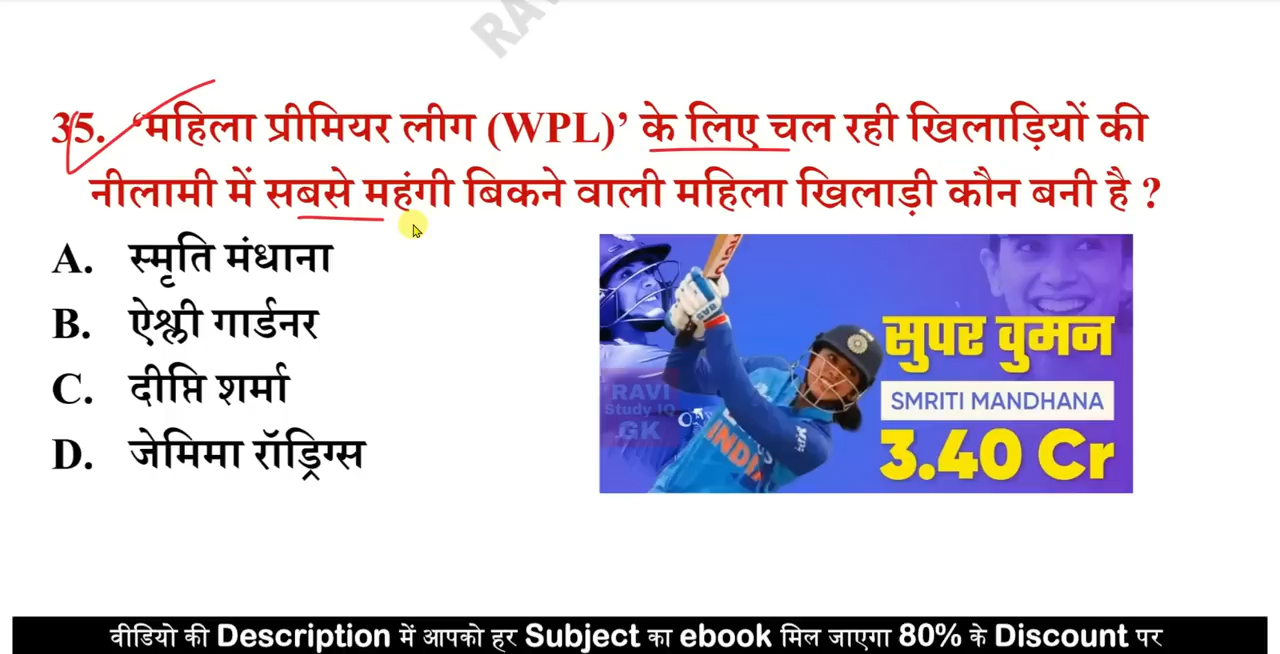 35. ‘महिला प्रीमियर लीग (WPL)’ के लिए चल रही खिलाड़ियों की
नीलामी में सबसे महंगी बिकने वाली महिला खिलाड़ी कौन बनी है ?
A. स्मृति मंधाना
B. ऐश्ली गार्डनर
C. दीप्ति शर्मा
D. जेमिमा रॉड्रिग्स
सुपर वुमन
SMRITI MANDHANA
3.40 Cr
RAVI
Study IQ
GK
INDIA
वीडियो की Description में आपको हर Subject का ebook मिल जाएगा 80% के Discount पर